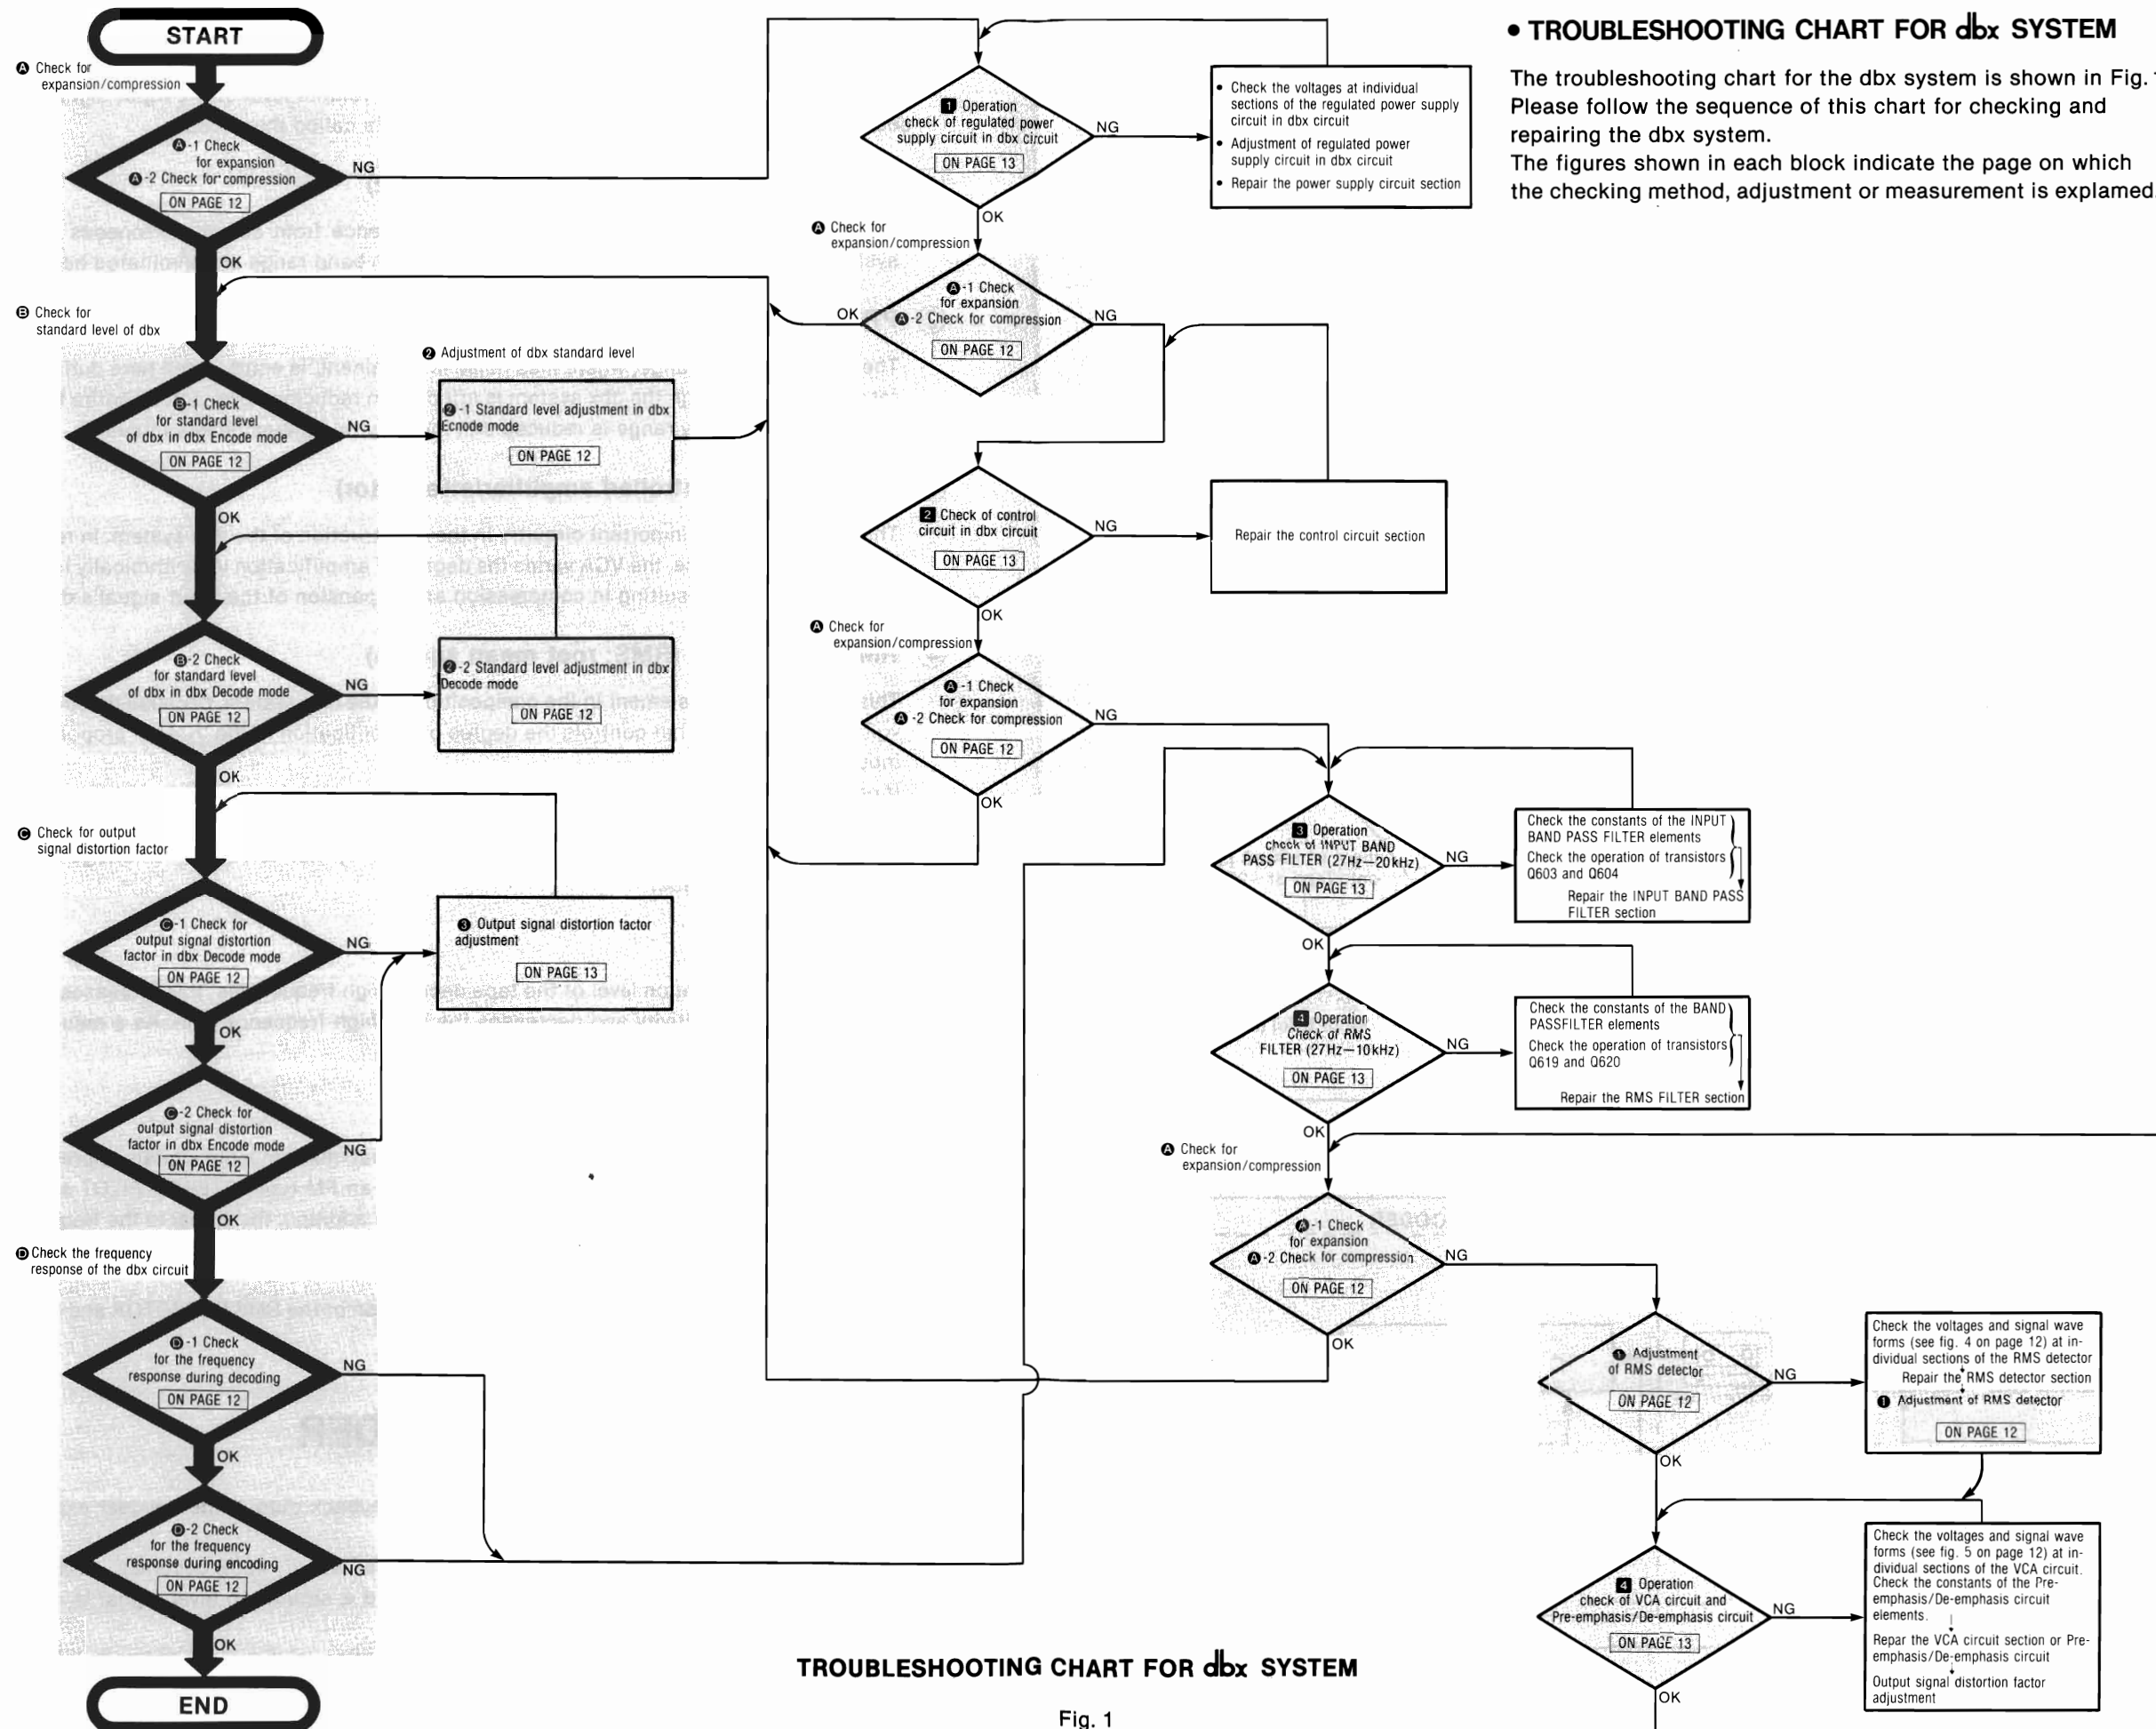 START
Ⓐ Check for
expansion/compression
Ⓐ-1 Check
for expansion
Ⓐ-2 Check for compression
ON PAGE 12
NG
OK
Ⓑ Check for
standard level of dbx
Ⓑ-1 Check
for standard level
of dbx in dbx Encode mode
ON PAGE 12
NG
❷ Adjustment of dbx standard level
❷-1 Standard level adjustment in dbx
Ecnode mode
ON PAGE 12
OK
Ⓑ-2 Check
for standard level
of dbx in dbx Decode mode
ON PAGE 12
NG
❷-2 Standard level adjustment in dbx
Decode mode
ON PAGE 12
OK
Ⓒ Check for output
signal distortion factor
Ⓒ-1 Check for
output signal distortion
factor in dbx Decode mode
ON PAGE 12
NG
❸ Output signal distortion factor
adjustment
ON PAGE 13
OK
Ⓒ-2 Check for
output signal distortion
factor in dbx Encode mode
ON PAGE 12
NG
OK
Ⓓ Check the frequency
response of the dbx circuit
Ⓓ-1 Check
for the frequency
response during decoding
ON PAGE 12
NG
OK
Ⓓ-2 Check
for the frequency
response during encoding
ON PAGE 12
NG
OK
END
1 Operation
check of regulated power
supply circuit in dbx circuit
ON PAGE 13
NG
• Check the voltages at individual
sections of the regulated power supply
circuit in dbx circuit
• Adjustment of regulated power
supply circuit in dbx circuit
• Repair the power supply circuit section
OK
Ⓐ Check for
expansion/compression
Ⓐ-1 Check
for expansion
Ⓐ-2 Check for compression
ON PAGE 12
OK
NG
2 Check of control
circuit in dbx circuit
ON PAGE 13
NG
Repair the control circuit section
OK
Ⓐ Check for
expansion/compression
Ⓐ-1 Check
for expansion
Ⓐ-2 Check for compression
ON PAGE 12
NG
OK
3 Operation
check of INPUT BAND
PASS FILTER (27Hz—20kHz)
ON PAGE 13
NG
Check the constants of the INPUT
BAND PASS FILTER elements
Check the operation of transistors
Q603 and Q604
Repair the INPUT BAND PASS
FILTER section
OK
4 Operation
Check of RMS
FILTER (27Hz—10kHz)
ON PAGE 13
NG
Check the constants of the BAND
PASSFILTER elements
Check the operation of transistors
Q619 and Q620
Repair the RMS FILTER section
OK
Ⓐ Check for
expansion/compression
Ⓐ-1 Check
for expansion
Ⓐ-2 Check for compression
ON PAGE 12
NG
OK
❶ Adjustment
of RMS detector
ON PAGE 12
NG
Check the voltages and signal wave
forms (see fig. 4 on page 12) at in-
dividual sections of the RMS detector
Repair the RMS detector section
❶ Adjustment of RMS detector
ON PAGE 12
OK
4 Operation
check of VCA circuit and
Pre-emphasis/De-emphasis circuit
ON PAGE 13
NG
Check the voltages and signal wave
forms (see fig. 5 on page 12) at in-
dividual sections of the VCA circuit.
Check the constants of the Pre-
emphasis/De-emphasis circuit
elements.
Repar the VCA circuit section or Pre-
emphasis/De-emphasis circuit
Output signal distortion factor
adjustment
OK
• TROUBLESHOOTING CHART FOR dbx SYSTEM
The troubleshooting chart for the dbx system is shown in Fig.
Please follow the sequence of this chart for checking and
repairing the dbx system.
The figures shown in each block indicate the page on which
the checking method, adjustment or measurement is explamed
TROUBLESHOOTING CHART FOR dbx SYSTEM
Fig. 1